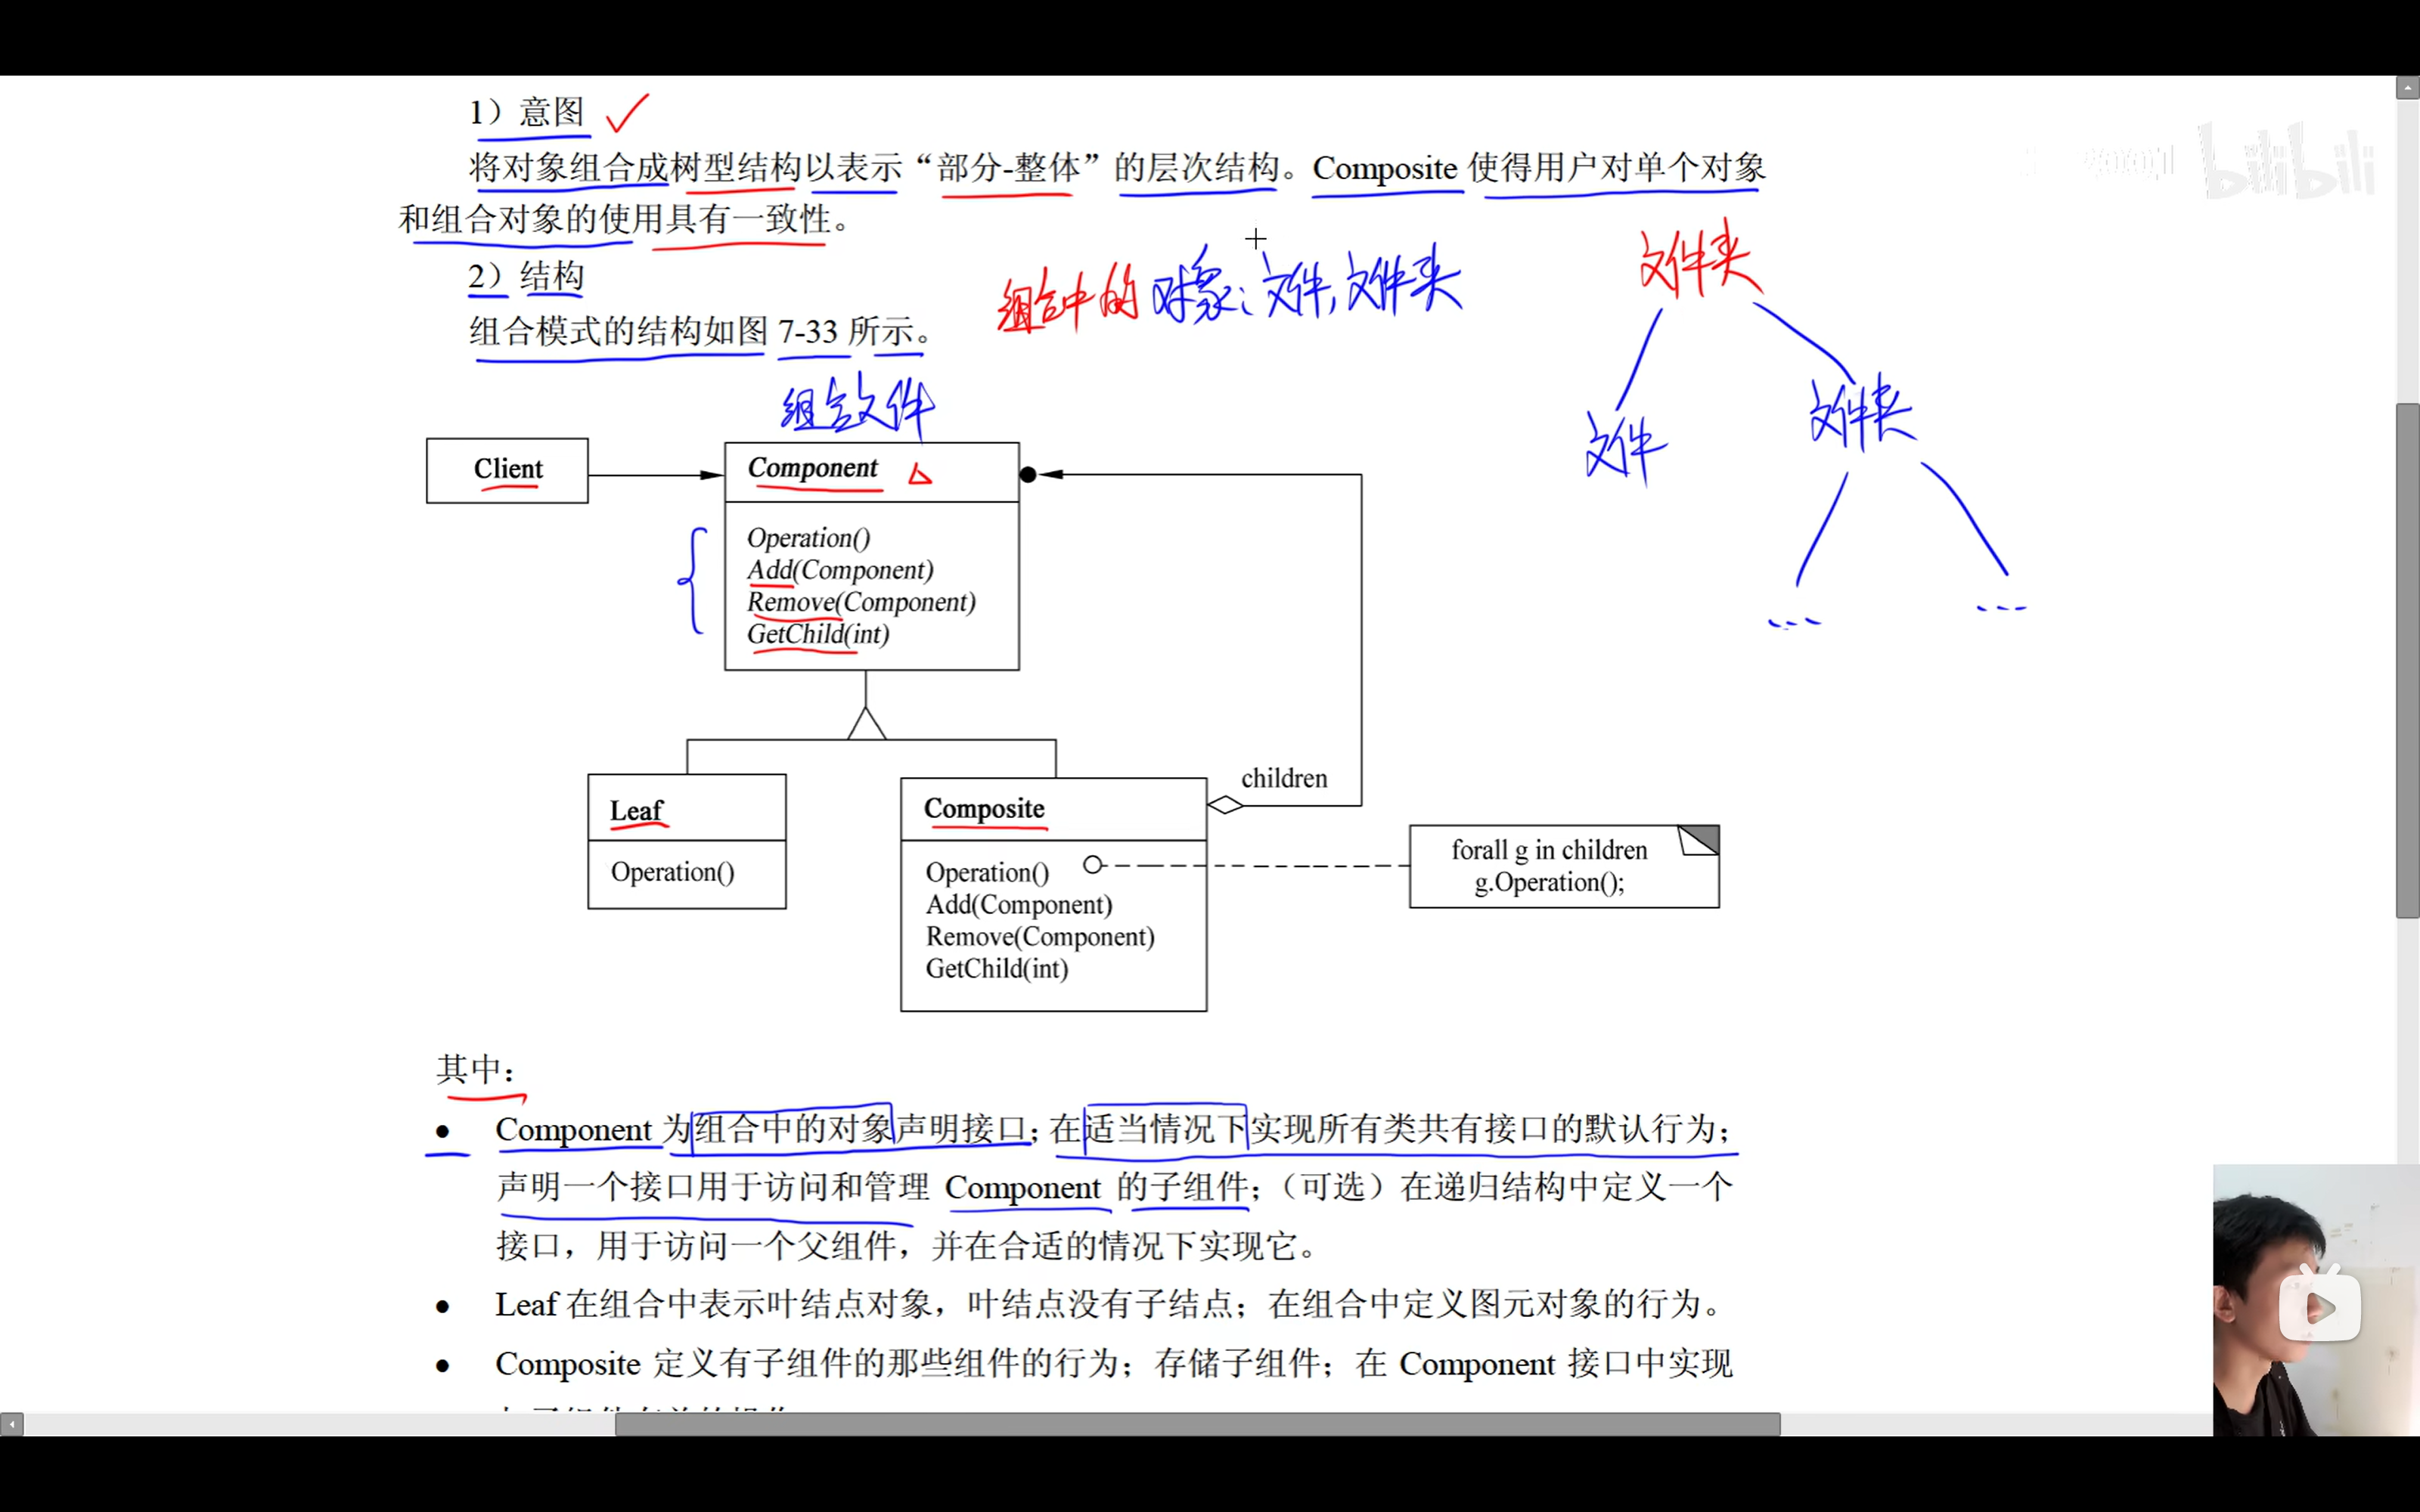 1）意图
bilibili
将对象组合成树型结构以表示“部分-整体”的层次结构。Composite 使得用户对单个对象
和组合对象的使用具有一致性。
2）结构
组合中的对象：文件，文件夹
文件夹
组合模式的结构如图 7-33 所示。
文件
文件夹
Client
Component
Operation()
Add(Component)
Remove(Component)
GetChild(int)
children
Leaf
Operation()
Composite
Operation()
Add(Component)
Remove(Component)
GetChild(int)
forall g in children
g.Operation();
其中：
● Component 为组合中的对象声明接口；在适当情况下实现所有类共有接口的默认行为；
声明一个接口用于访问和管理 Component 的子组件；（可选）在递归结构中定义一个
接口，用于访问一个父组件，并在合适的情况下实现它。
● Leaf 在组合中表示叶结点对象，叶结点没有子结点；在组合中定义图元对象的行为。
● Composite 定义有子组件的那些组件的行为；存储子组件；在 Component 接口中实现